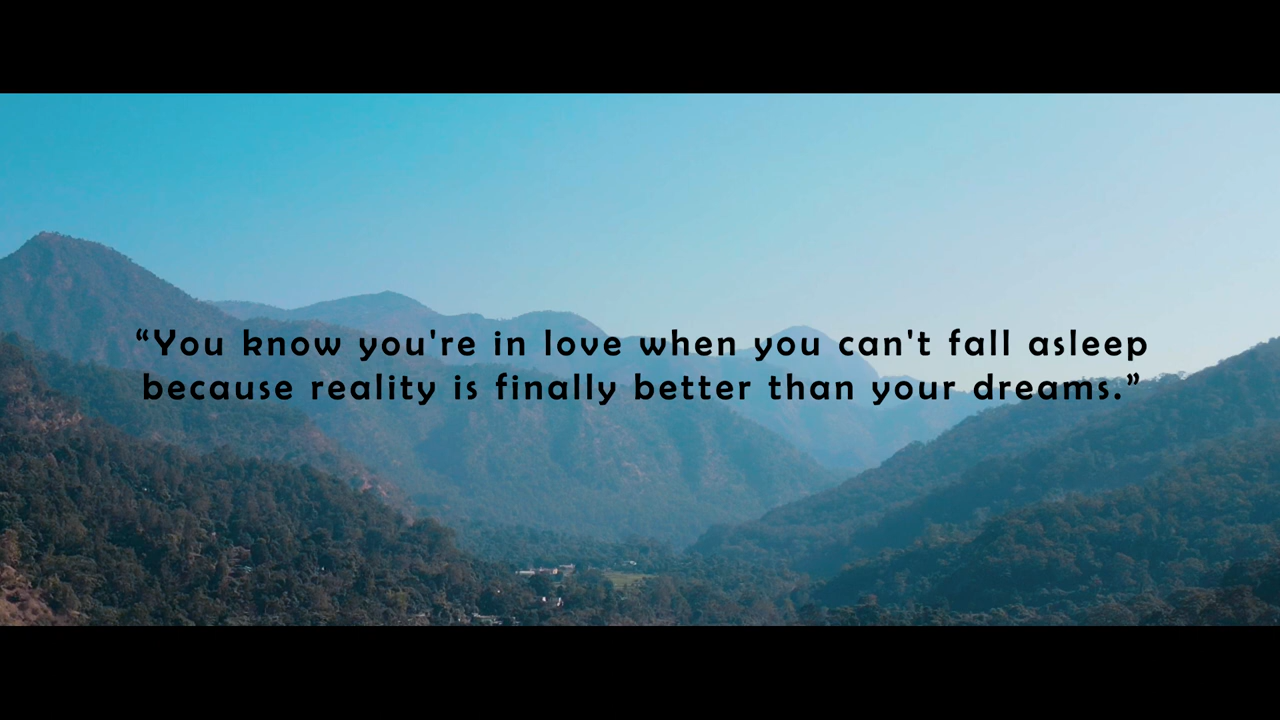 “You know you're in love when you can't fall asleep
because reality is finally better than your dreams.”